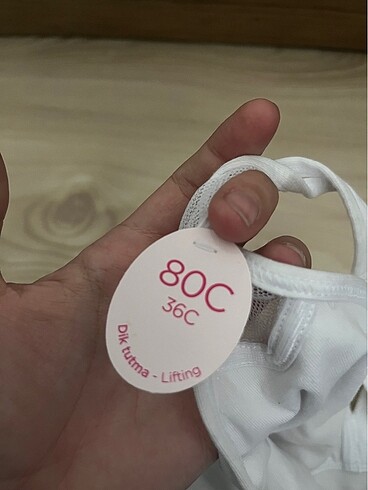 80C
36C
Dik tutma - Lifting